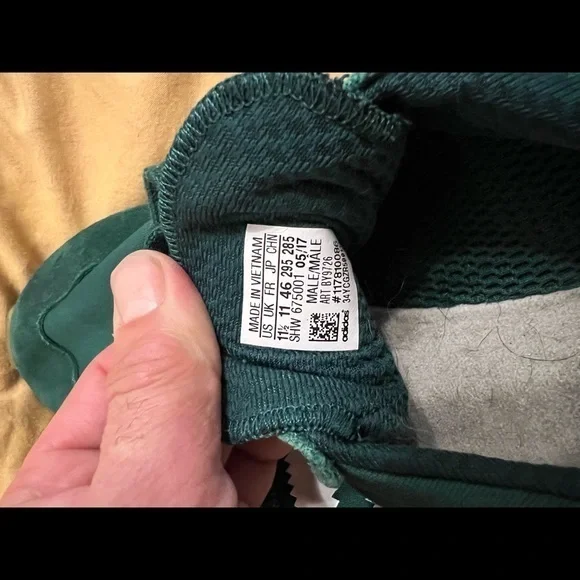 MADE IN VIETNAM
US UK FR JP CHN
11½ 11 46 295 285
SHW 675001 05/17
MALE/MÂLE
ART BY9726
adidas